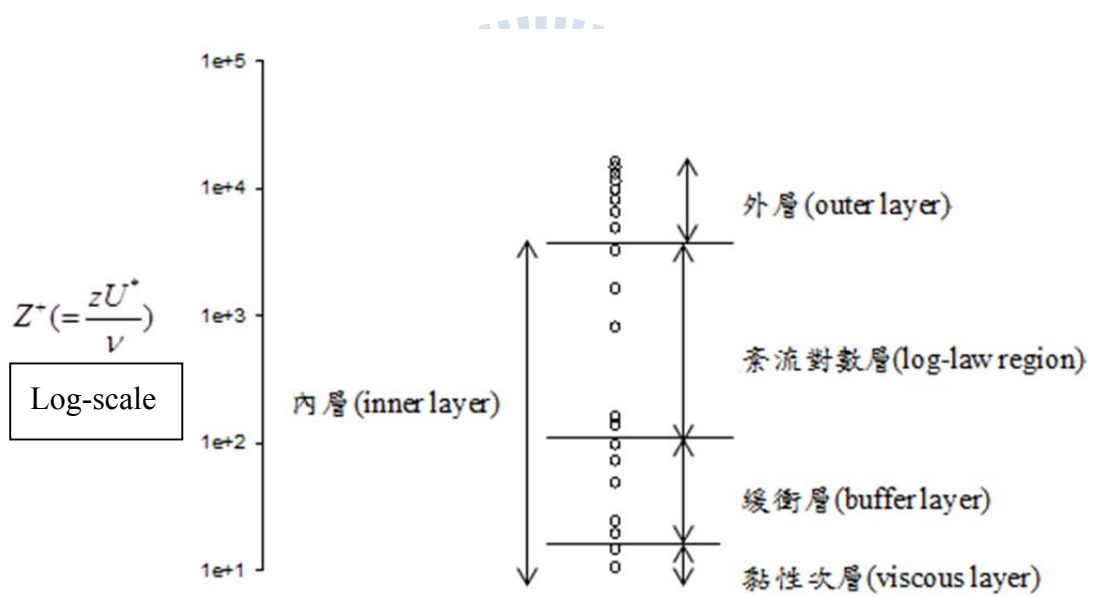 1e+5
1e+4
外層(outer layer)
Z⁺(=zU*/ν)
1e+3
紊流對數層(log-law region)
Log-scale
內層(inner layer)
1e+2
緩衝層(buffer layer)
1e+1
黏性次層(viscous layer)